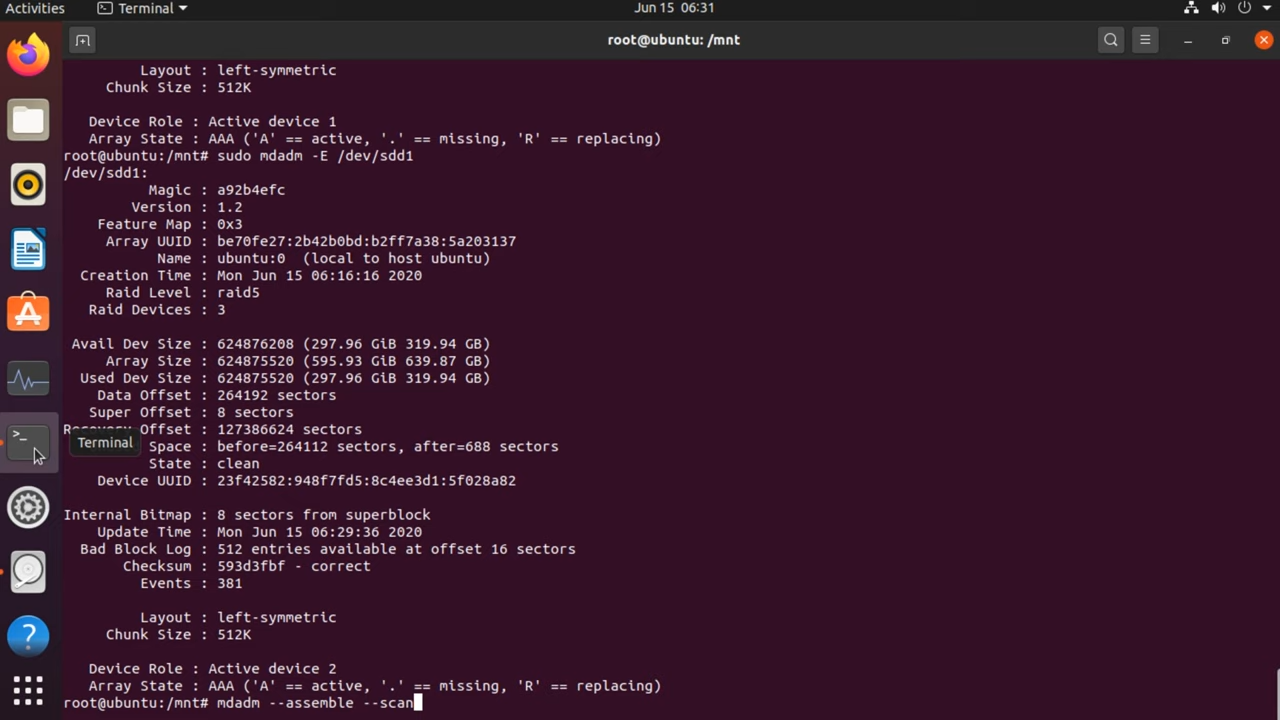 Activities
Terminal
Jun 15 06:31
root@ubuntu: /mnt
Layout : left-symmetric
Chunk Size : 512K
Device Role : Active device 1
Array State : AAA ('A' == active, '.' == missing, 'R' == replacing)
root@ubuntu:/mnt# sudo mdadm -E /dev/sdd1
/dev/sdd1:
Magic : a92b4efc
Version : 1.2
Feature Map : 0x3
Array UUID : be70fe27:2b42b0bd:b2ff7a38:5a203137
Name : ubuntu:0  (local to host ubuntu)
Creation Time : Mon Jun 15 06:16:16 2020
Raid Level : raid5
Raid Devices : 3
Avail Dev Size : 624876208 (297.96 GiB 319.94 GB)
Array Size : 624875520 (595.93 GiB 639.87 GB)
Used Dev Size : 624875520 (297.96 GiB 319.94 GB)
Data Offset : 264192 sectors
Super Offset : 8 sectors
Offset : 127386624 sectors
Terminal
Space : before=264112 sectors, after=688 sectors
State : clean
Device UUID : 23f42582:948f7fd5:8c4ee3d1:5f028a82
Internal Bitmap : 8 sectors from superblock
Update Time : Mon Jun 15 06:29:36 2020
Bad Block Log : 512 entries available at offset 16 sectors
Checksum : 593d3fbf - correct
Events : 381
Layout : left-symmetric
Chunk Size : 512K
Device Role : Active device 2
Array State : AAA ('A' == active, '.' == missing, 'R' == replacing)
root@ubuntu:/mnt# mdadm --assemble --scan